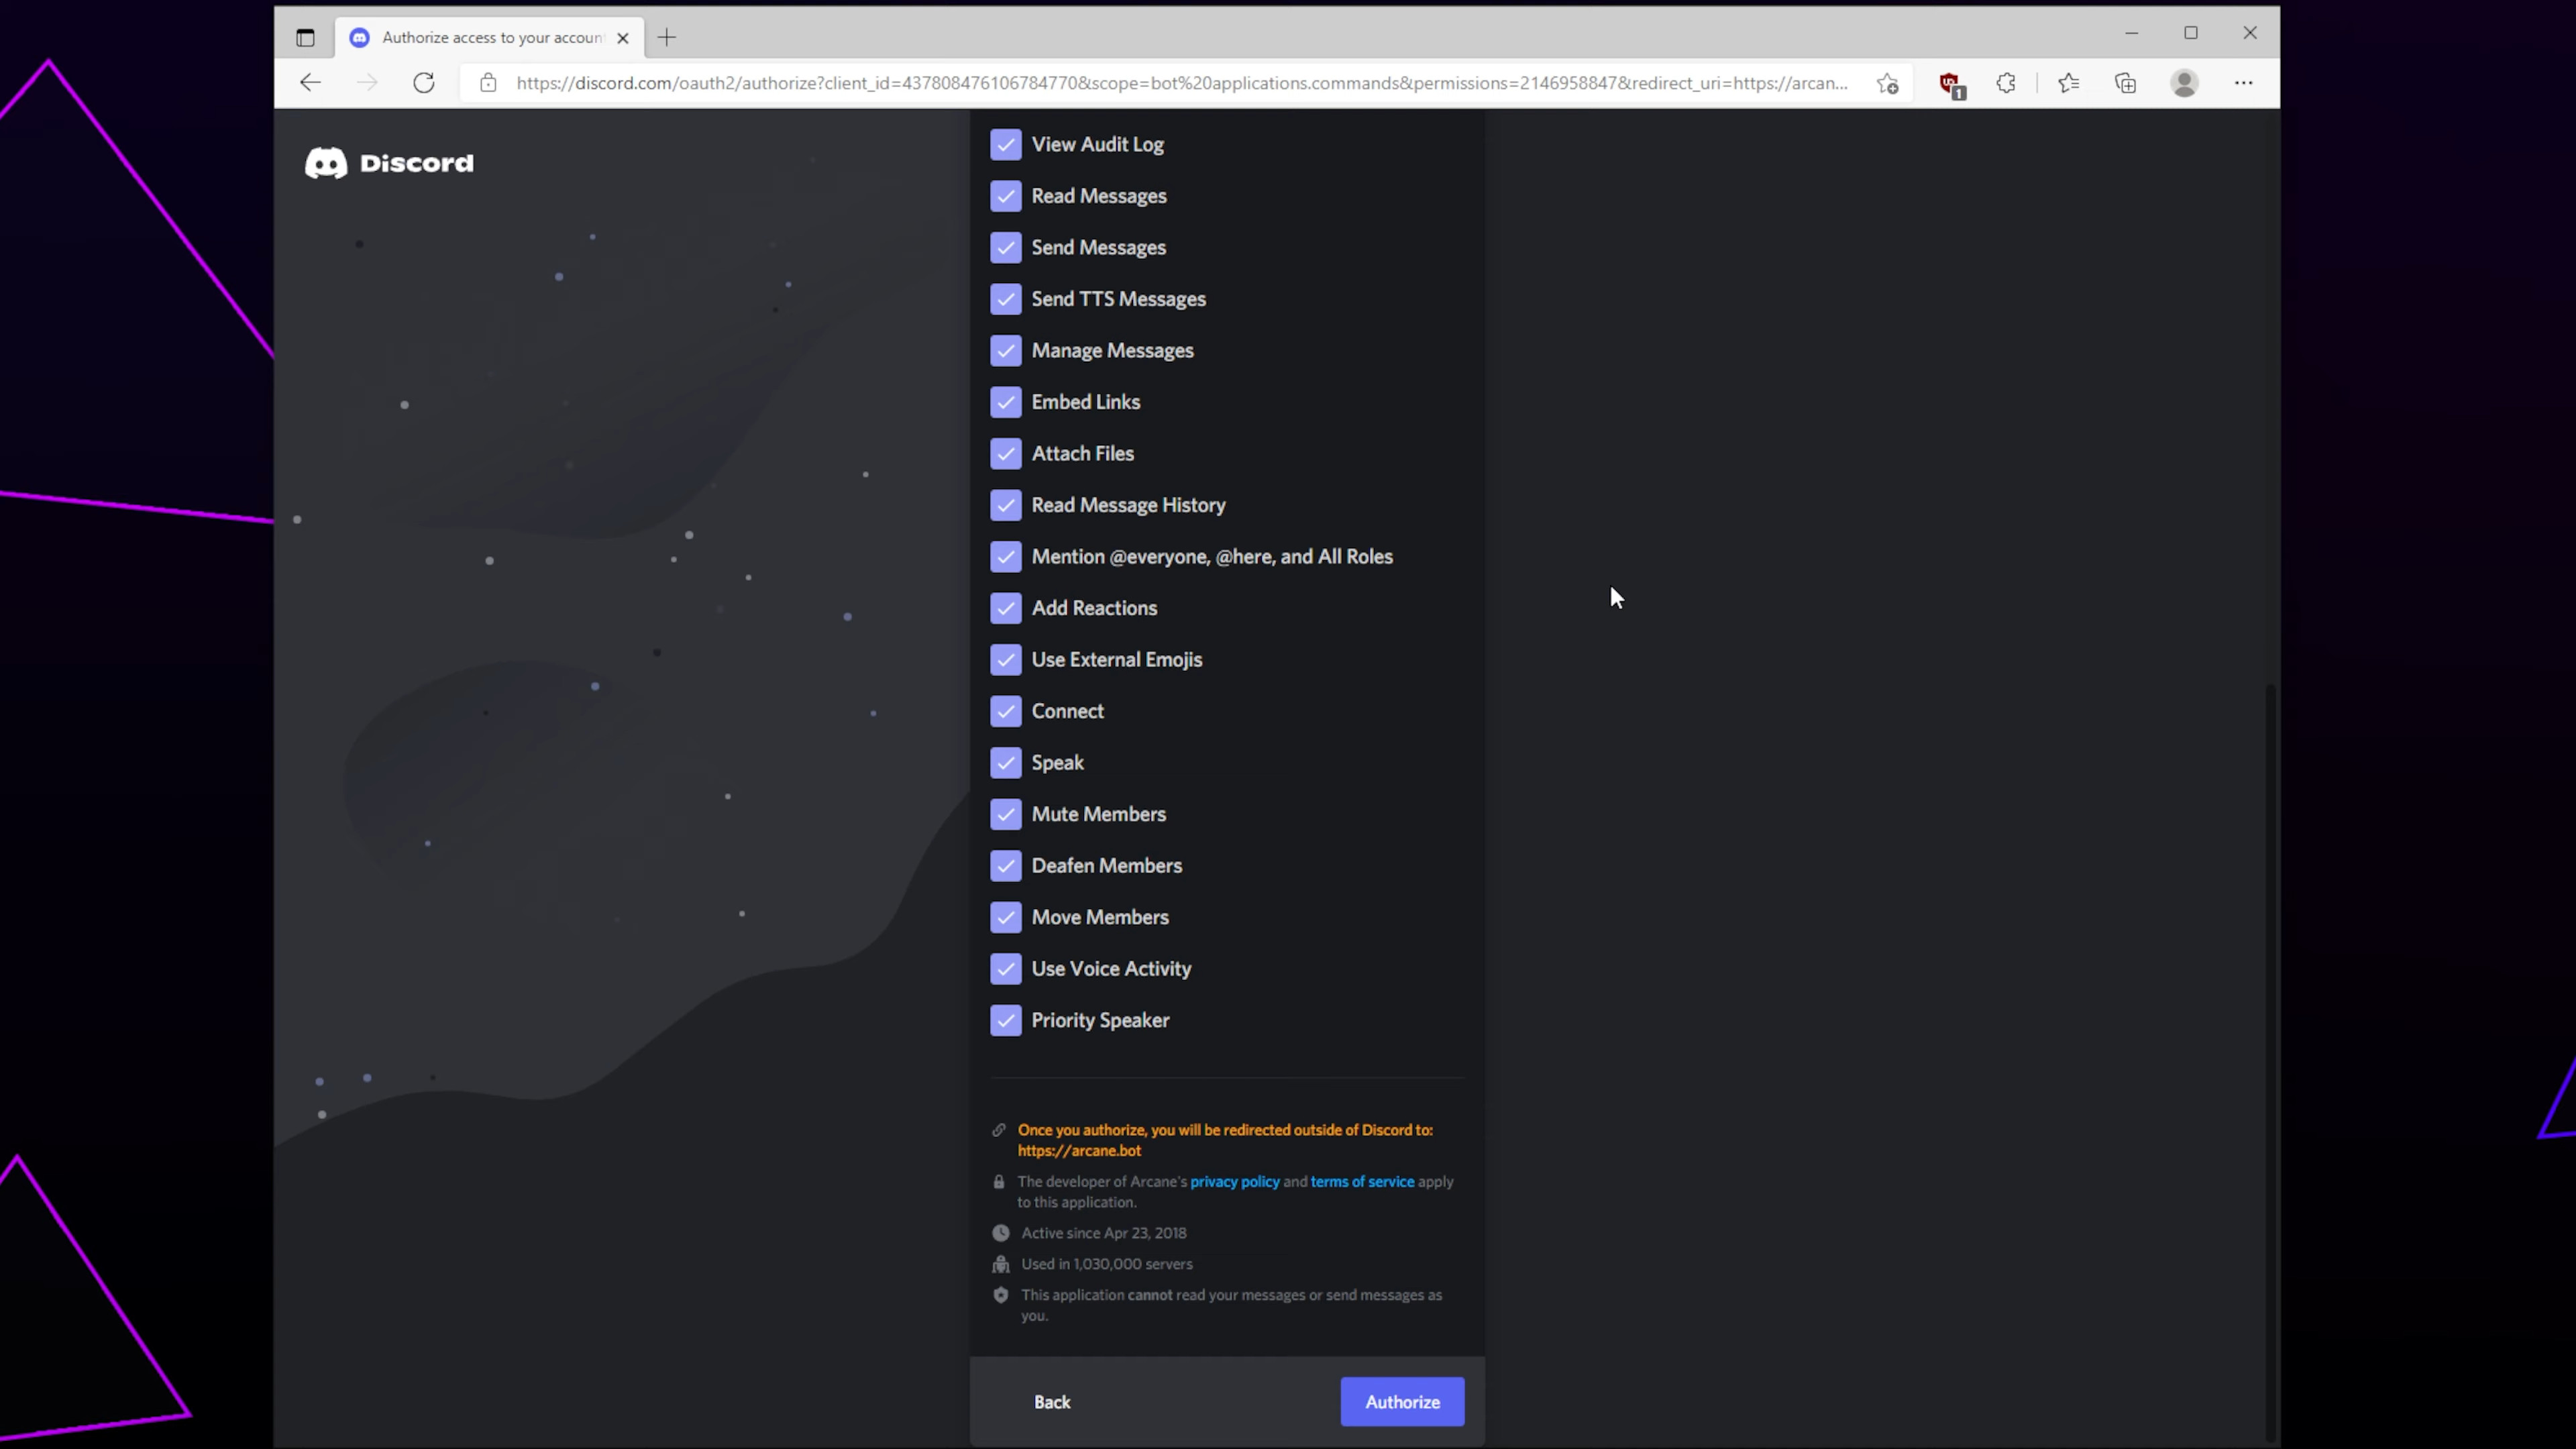 Authorize access to your accoun
https://discord.com/oauth2/authorize?client_id=437808476106784770&scope=bot%20applications.commands&permissions=2146958847&redirect_uri=https://arcan...
1
Discord
View Audit Log
Read Messages
Send Messages
Send TTS Messages
Manage Messages
Embed Links
Attach Files
Read Message History
Mention @everyone, @here, and All Roles
Add Reactions
Use External Emojis
Connect
Speak
Mute Members
Deafen Members
Move Members
Use Voice Activity
Priority Speaker
Once you authorize, you will be redirected outside of Discord to:
https://arcane.bot
The developer of Arcane's privacy policy and terms of service apply
to this application.
Active since Apr 23, 2018
Used in 1,030,000 servers
This application cannot read your messages or send messages as
you.
Back
Authorize